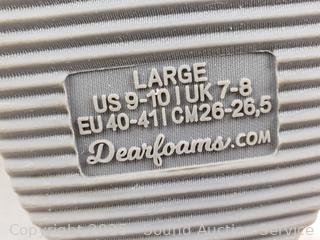 LARGE
US 9-10 | UK 7-8
EU 40-41 | CM26-26,5
Dearfoams.COM